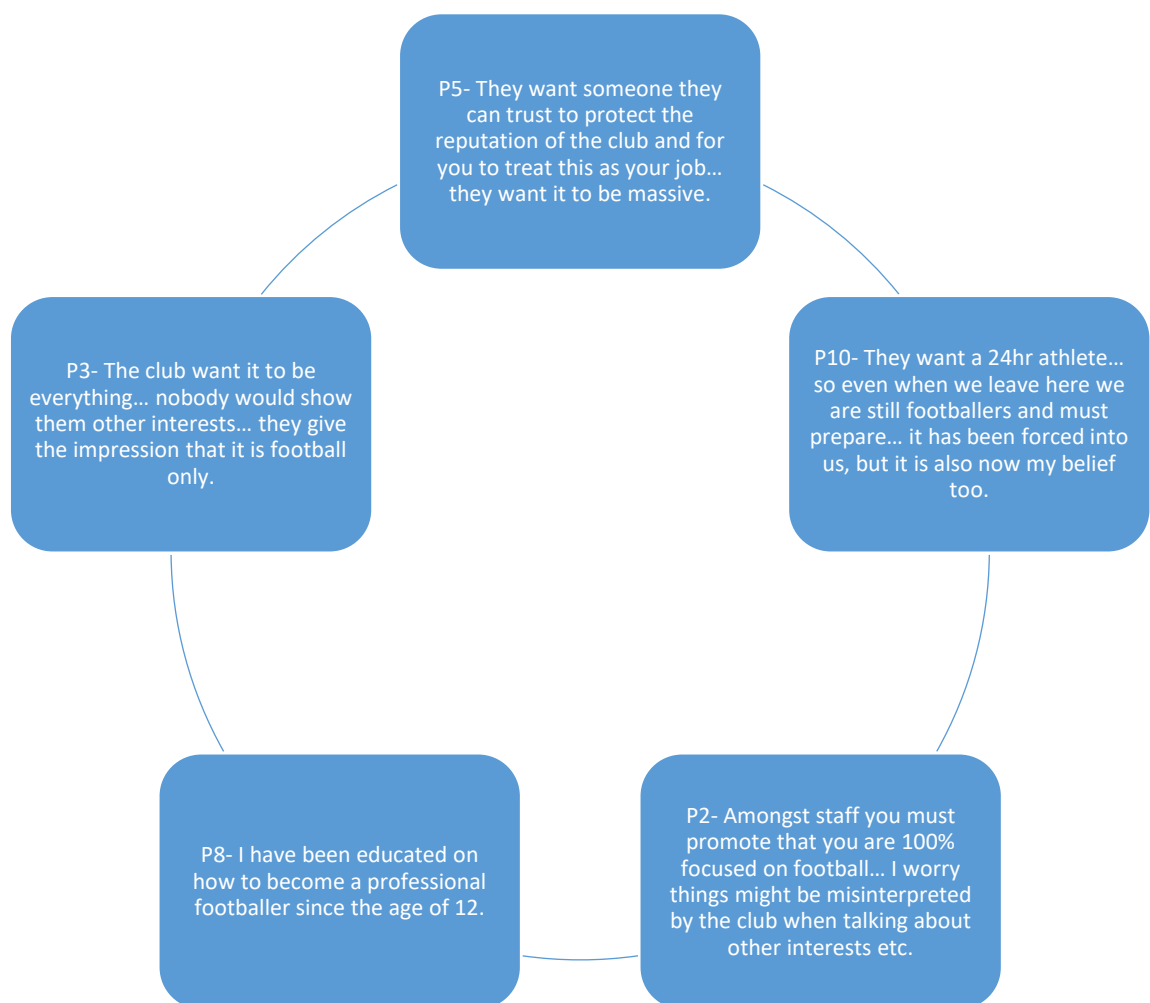 P5- They want someone they
can trust to protect the
reputation of the club and for
you to treat this as your job…
they want it to be massive.
P3- The club want it to be
everything… nobody would show
them other interests… they give
the impression that it is football
only.
P10- They want a 24hr athlete…
so even when we leave here we
are still footballers and must
prepare… it has been forced into
us, but it is also now my belief
too.
P8- I have been educated on
how to become a professional
footballer since the age of 12.
P2- Amongst staff you must
promote that you are 100%
focused on football… I worry
things might be misinterpreted
by the club when talking about
other interests etc.